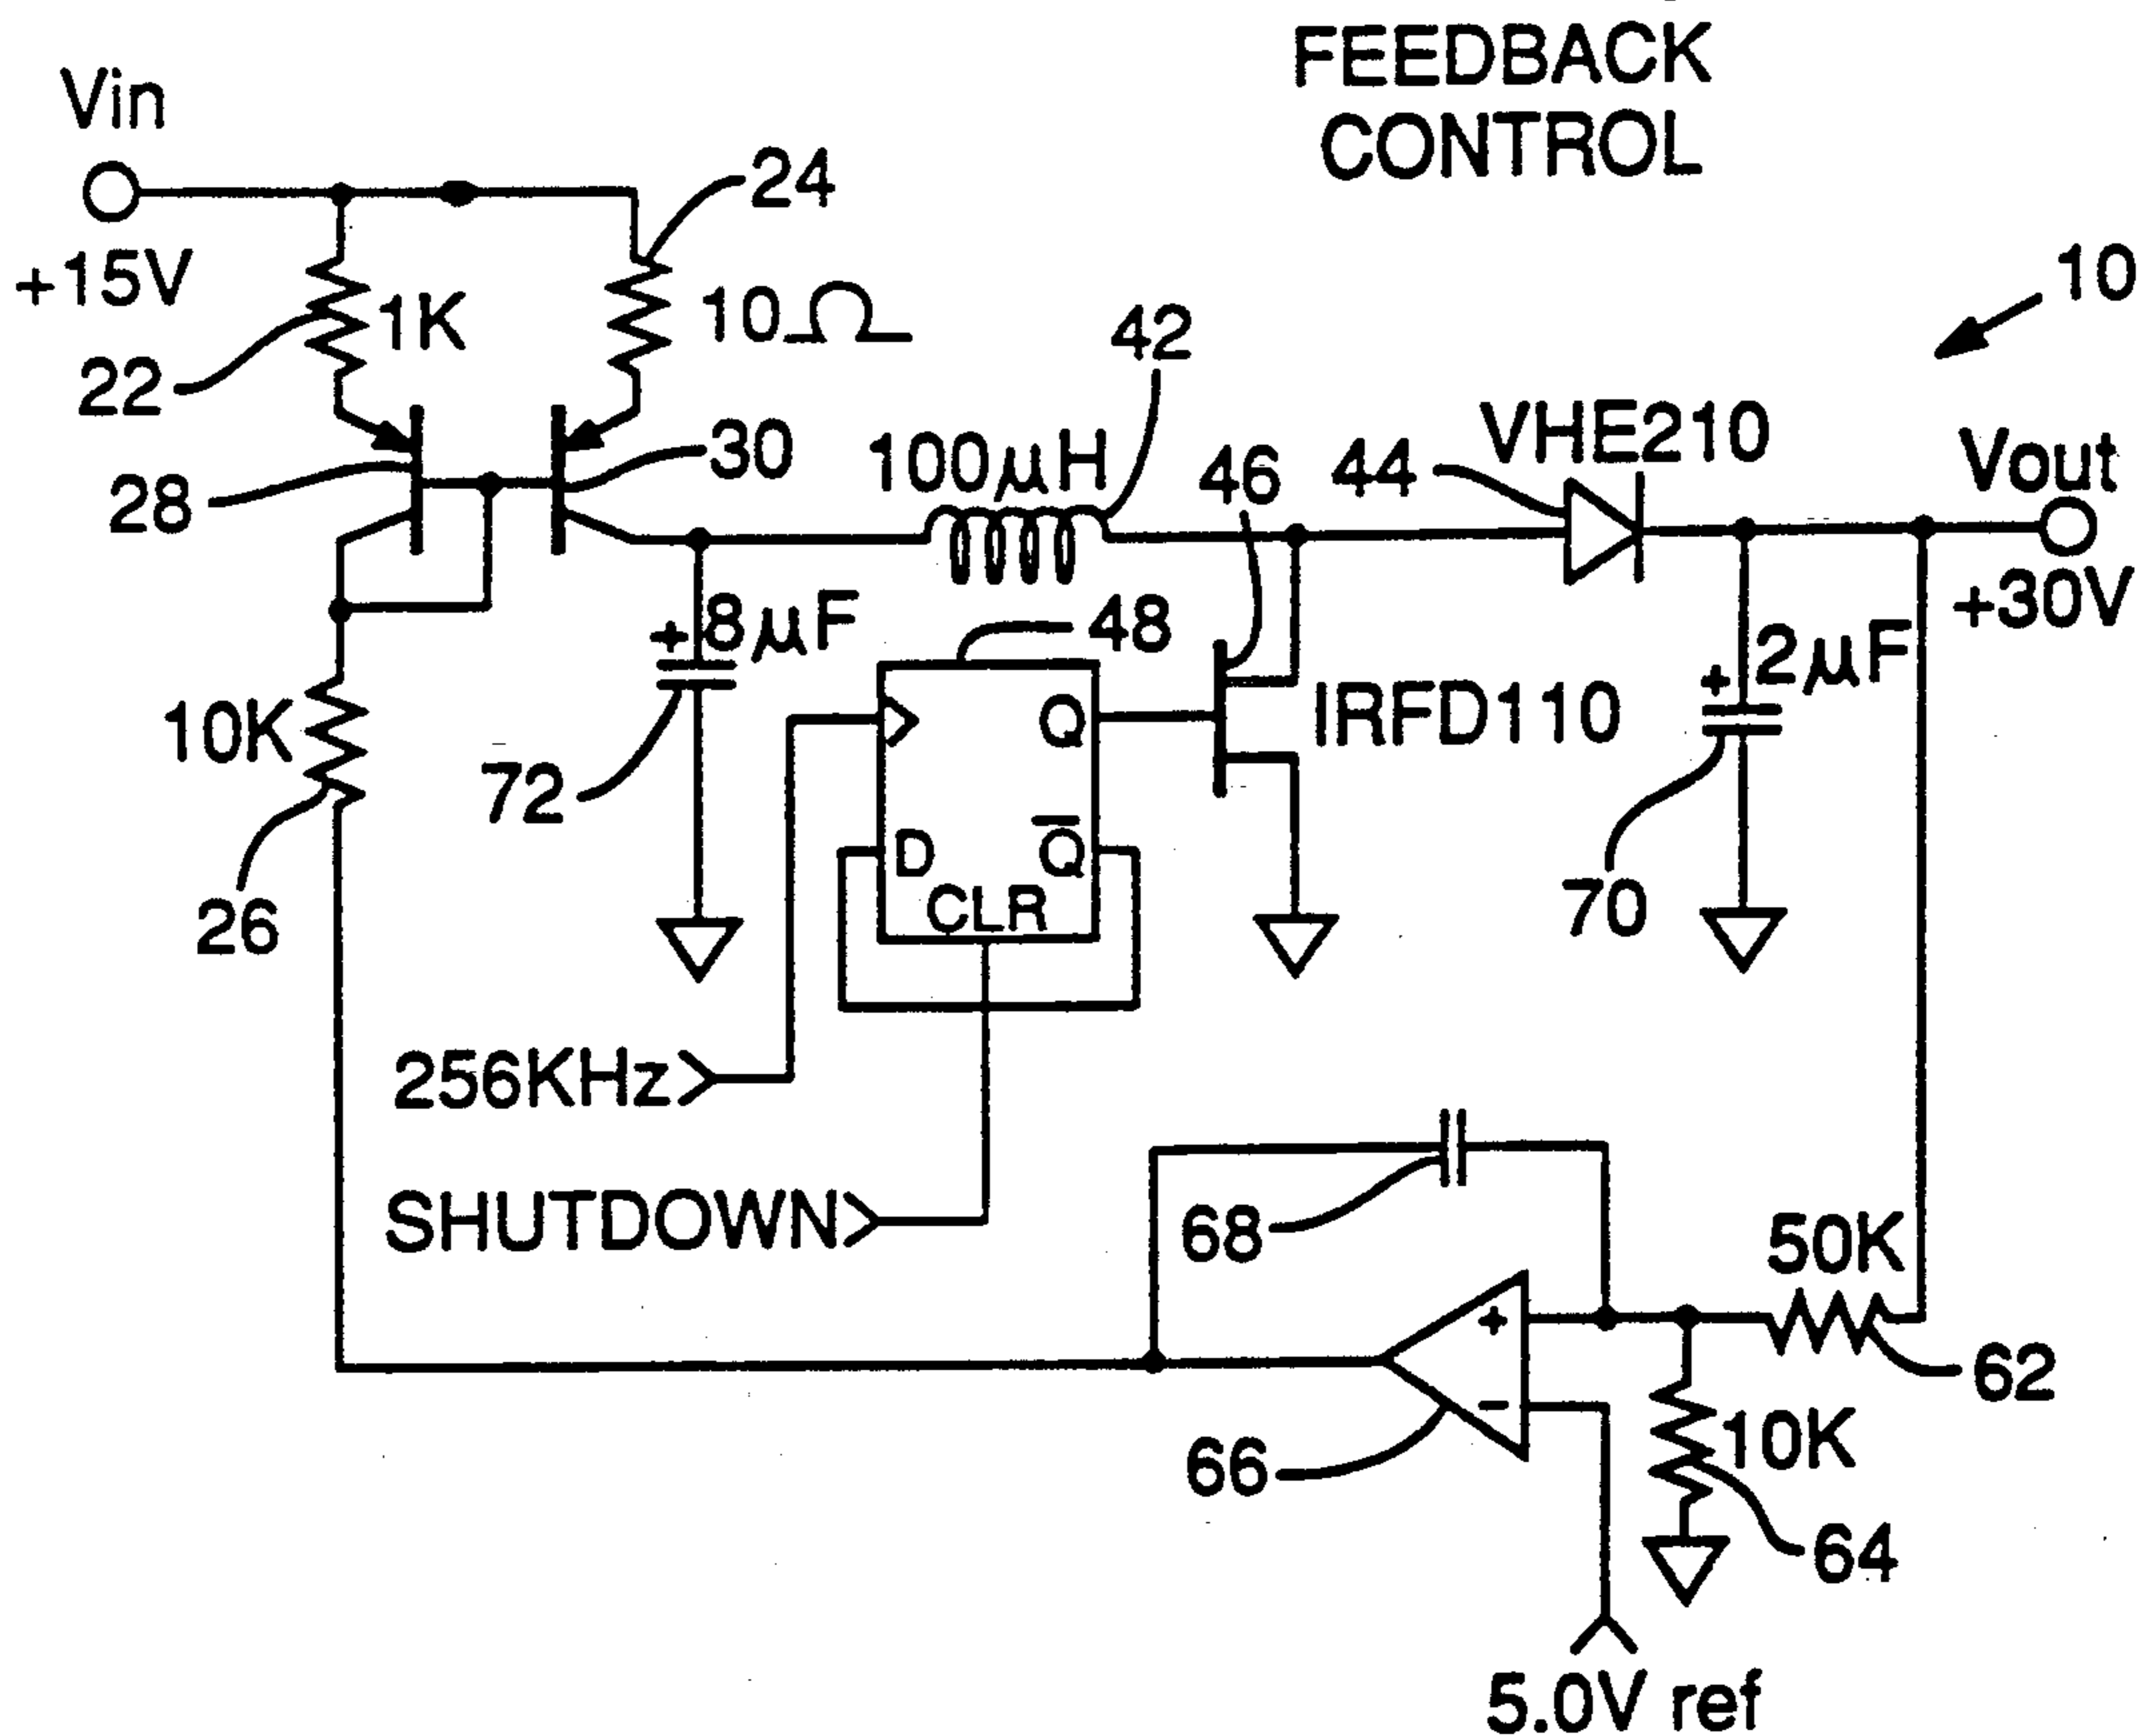 FEEDBACK
CONTROL
Vin
+15V
24
1K
10Ω
22
42
10
28
30
100μH
46
44
VHE210
Vout
+30V
+
8μF
48
10K
72
Q
IRFD110
+
2μF
D
Q̅
CLR
26
70
256KHz
SHUTDOWN
68
50K
+
-
62
66
10K
64
5.0V ref